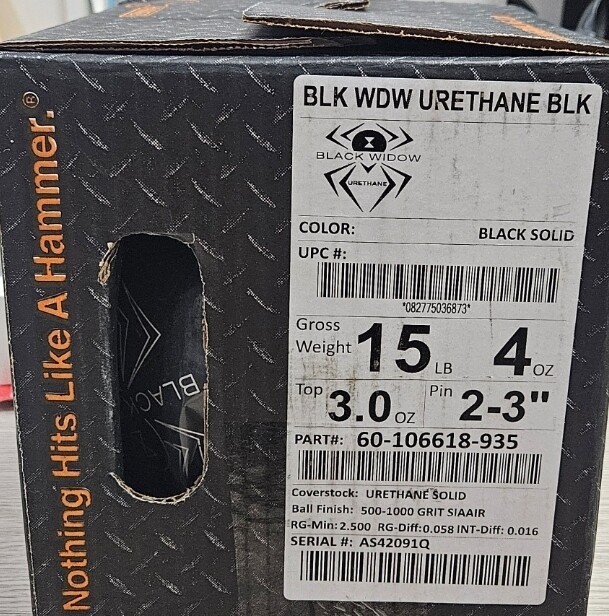 Nothing Hits Like A Hammer.®
BLK WDW URETHANE BLK
BLACK WIDOW
URETHANE
COLOR: BLACK SOLID
UPC #:
*082775036873*
Gross Weight 15 LB 4 OZ
Top 3.0 OZ Pin 2-3"
PART#: 60-106618-935
Coverstock: URETHANE SOLID
Ball Finish: 500-1000 GRIT SIAAIR
RG-Min: 2.500 RG-Diff:0.058 INT-Diff: 0.016
SERIAL #: AS42091Q
BLAC